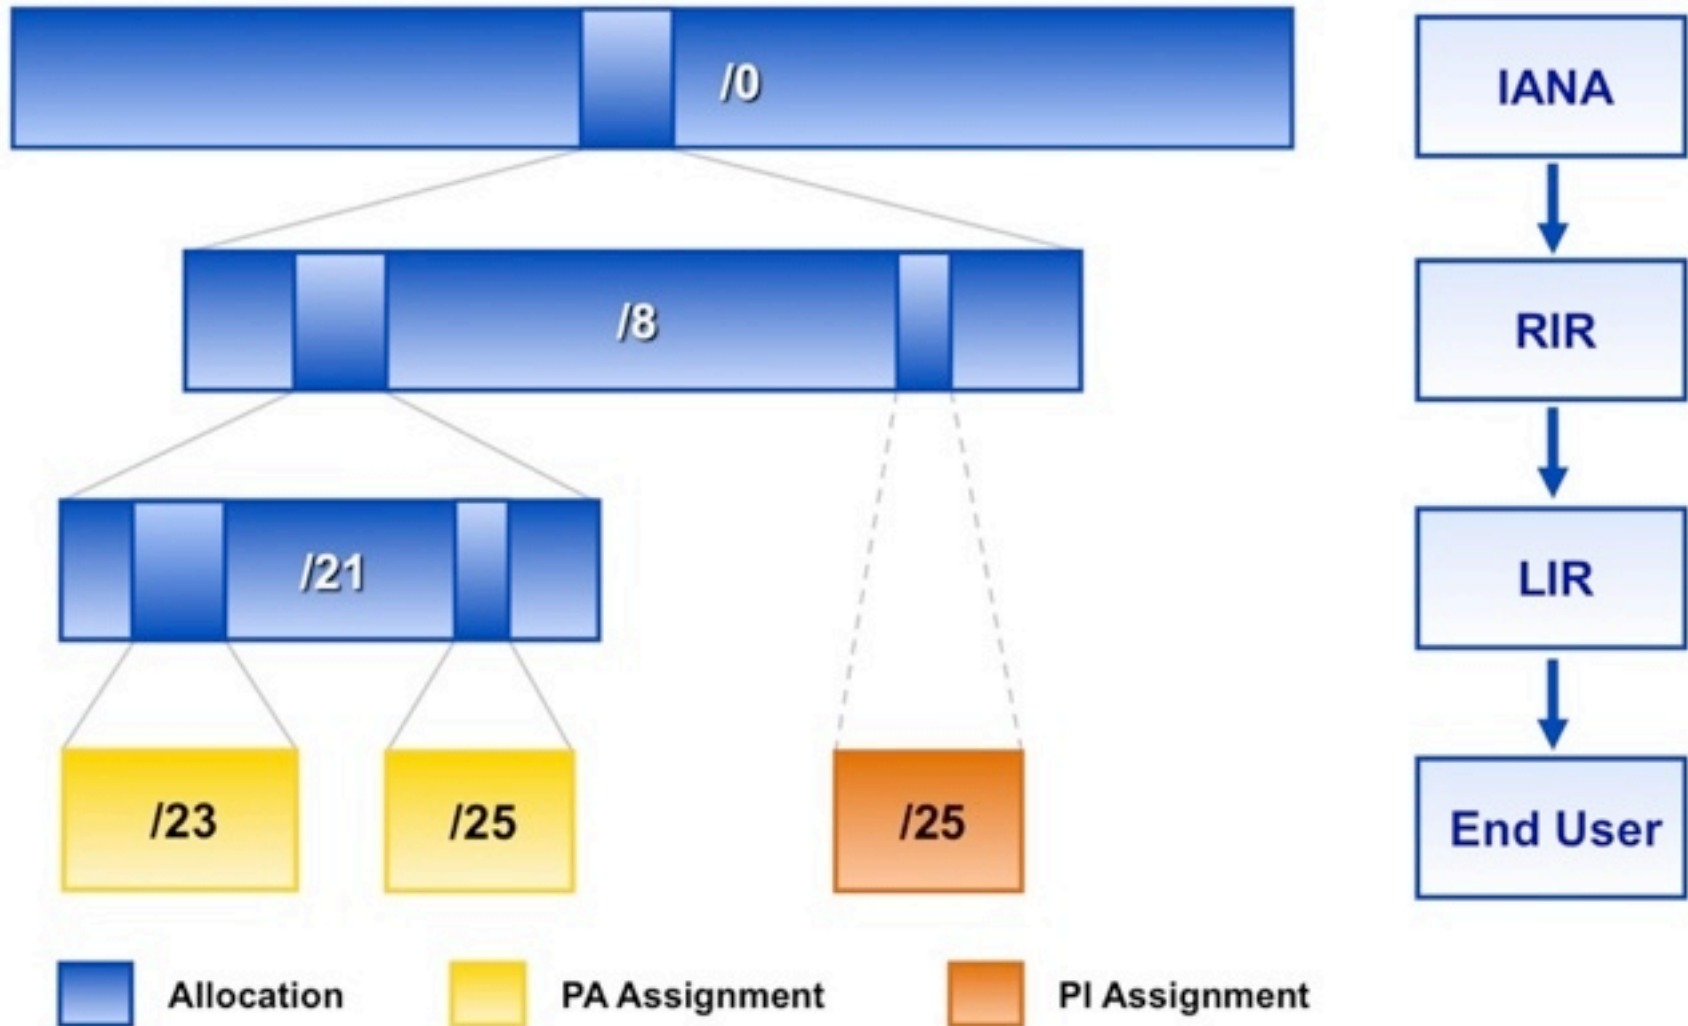 /0
IANA
/8
RIR
/21
LIR
/23
/25
/25
End User
Allocation
PA Assignment
PI Assignment